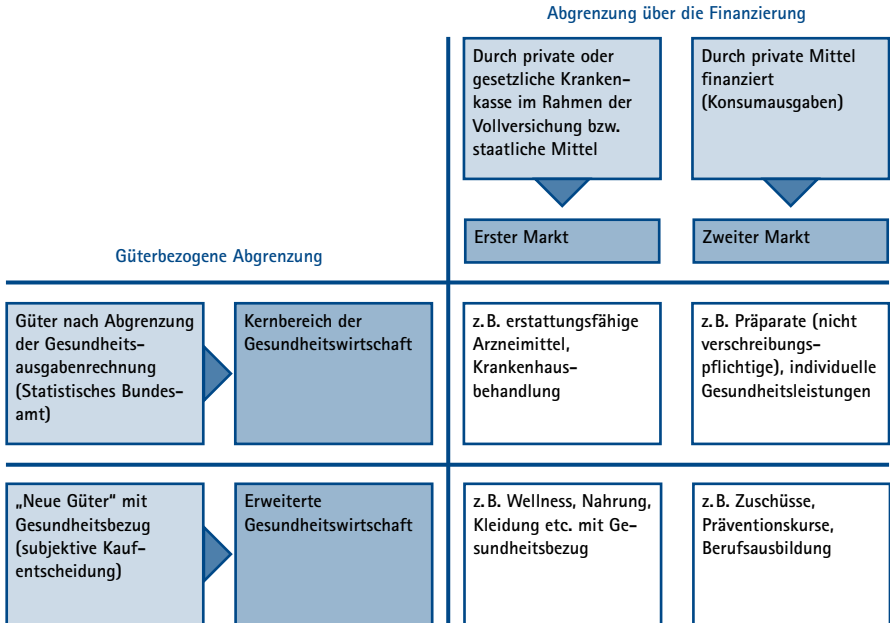 Abgrenzung über die Finanzierung
Durch private oder
gesetzliche Kranken-
kasse im Rahmen der
Vollversichung bzw.
staatliche Mittel
Durch private Mittel
finanziert
(Konsumausgaben)
Güterbezogene Abgrenzung
Erster Markt
Zweiter Markt
Güter nach Abgrenzung
der Gesundheits-
ausgabenrechnung
(Statistisches Bundes-
amt)
Kernbereich der
Gesundheitswirtschaft
z.B. erstattungsfähige
Arzneimittel,
Krankenhaus-
behandlung
z.B. Präparate (nicht
verschreibungs-
pflichtige), individuelle
Gesundheitsleistungen
„Neue Güter" mit
Gesundheitsbezug
(subjektive Kauf-
entscheidung)
Erweiterte
Gesundheitswirtschaft
z.B. Wellness, Nahrung,
Kleidung etc. mit Ge-
sundheitsbezug
z.B. Zuschüsse,
Präventionskurse,
Berufsausbildung